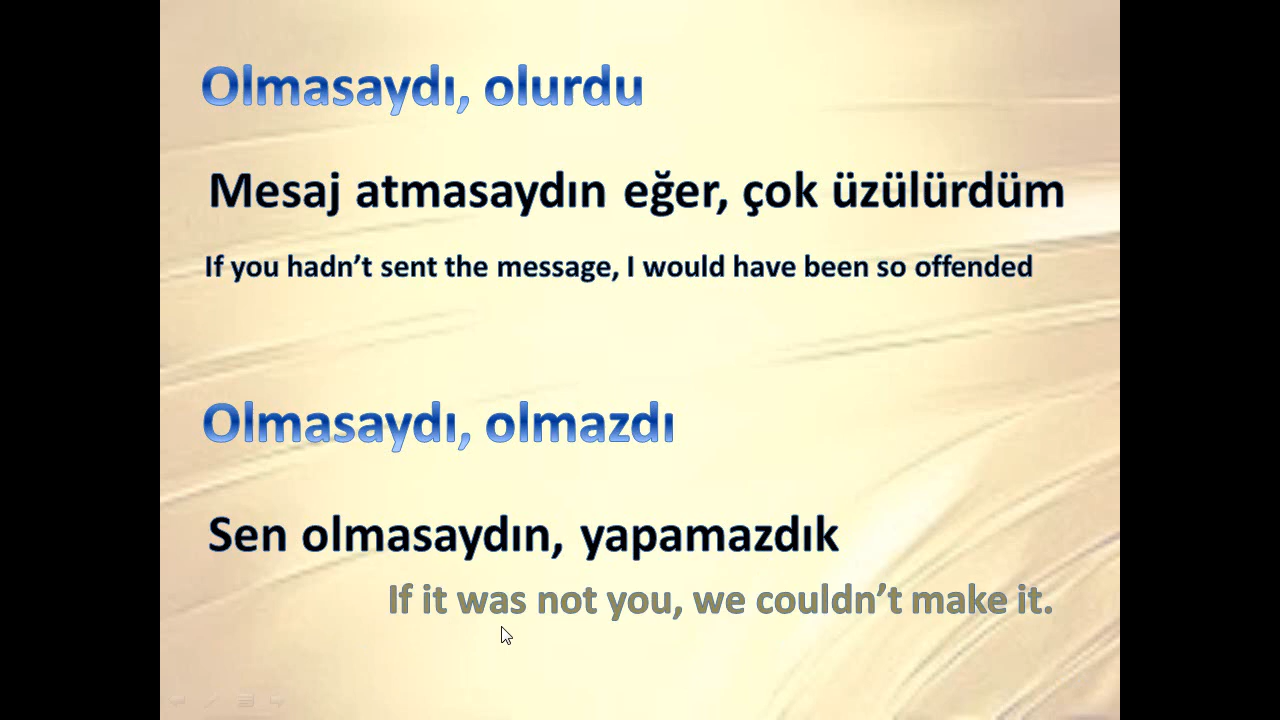 Olmasaydı, olurdu
Mesaj atmasaydın eğer, çok üzülürdüm
If you hadn’t sent the message, I would have been so offended
Olmasaydı, olmazdı
Sen olmasaydın, yapamazdık
If it was not you, we couldn’t make it.